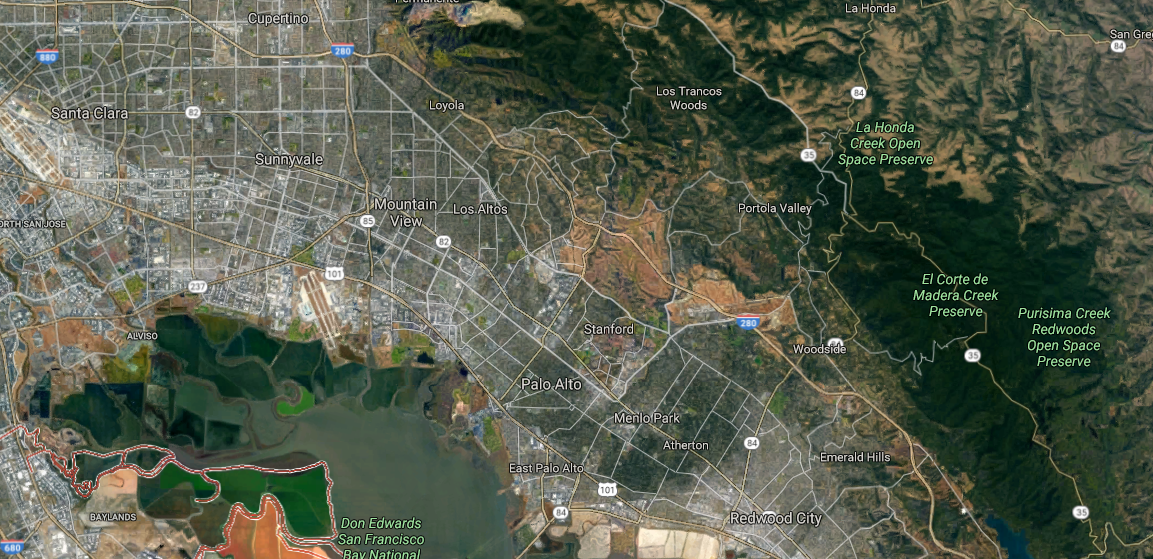 Permanente
La Honda
Cupertino
San Gre
84
880
280
84
Loyola
Los Trancos
Woods
Santa Clara
82
La Honda
Creek Open
Space Preserve
35
Sunnyvale
Mountain
View
Los Altos
Portola Valley
85
ORTH SAN JOSE
82
101
237
El Corte de
Madera Creek
Preserve
Purisima Creek
Redwoods
Open Space
Preserve
280
Stanford
ALVISO
84
Woodside
35
Palo Alto
Menlo Park
84
Atherton
Emerald Hills
East Palo Alto
101
84
35
BAYLANDS
Redwood City
Don Edwards
San Francisco
Bay National
680